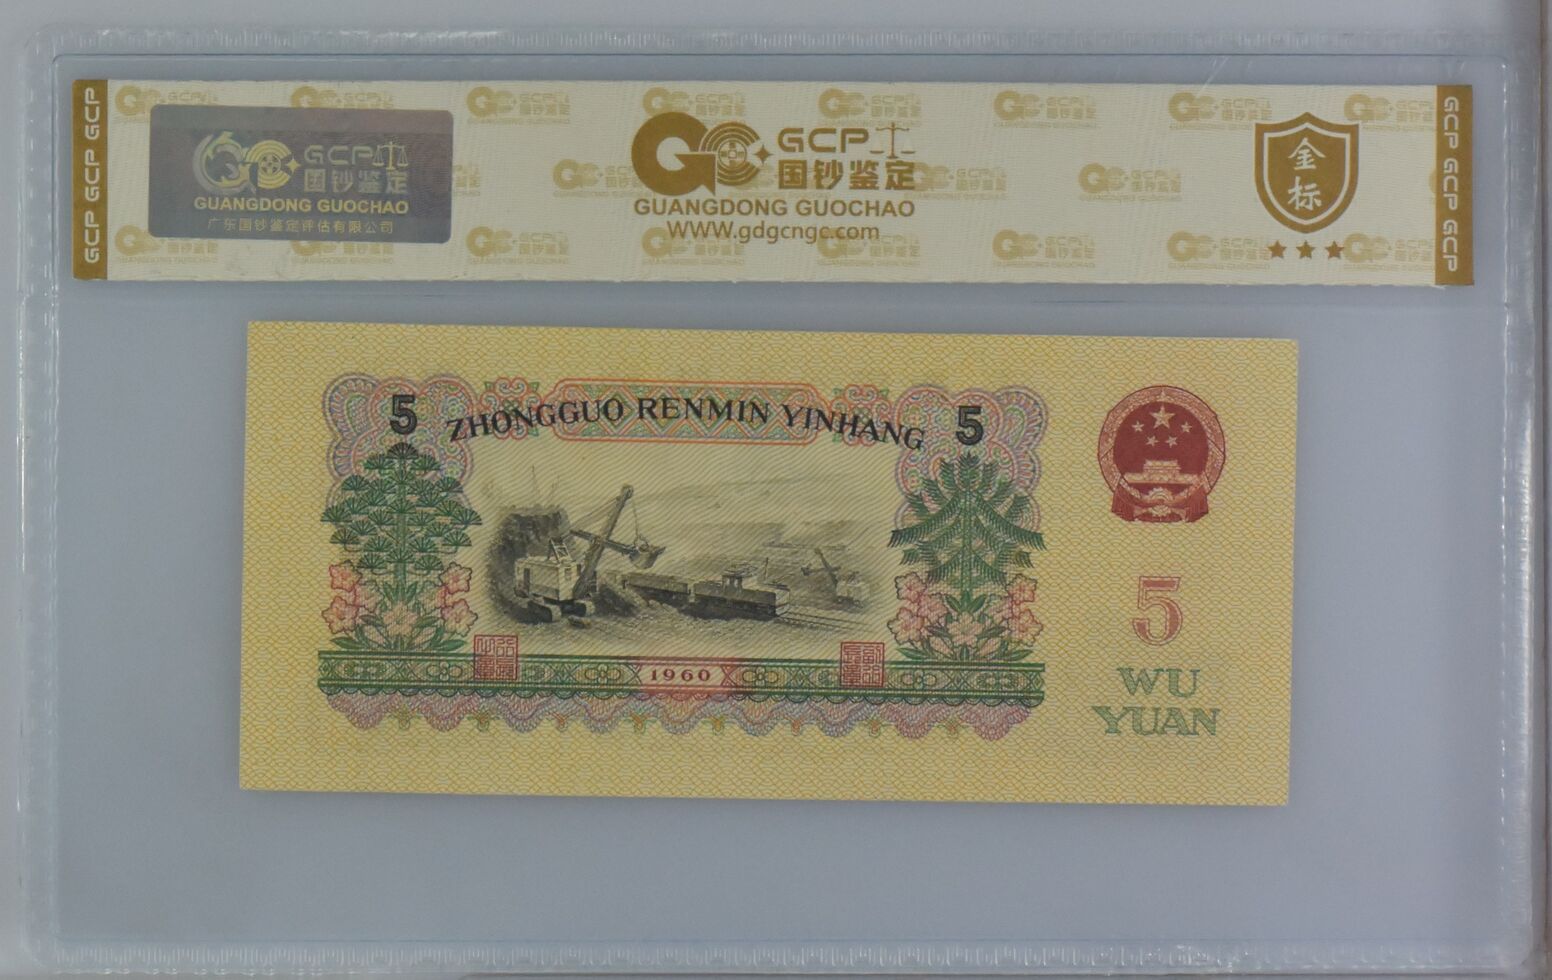 GCP GCP GCP
GCP
国钞鉴定
GUANGDONG GUOCHAO
广东国钞鉴定评估有限公司
GCP
国钞鉴定
GUANGDONG GUOCHAO
WWW.gdgcngc.com
金
标
GCP GCP GCP
5
ZHONGGUO RENMIN YINHANG
5
1960
5
WU
YUAN